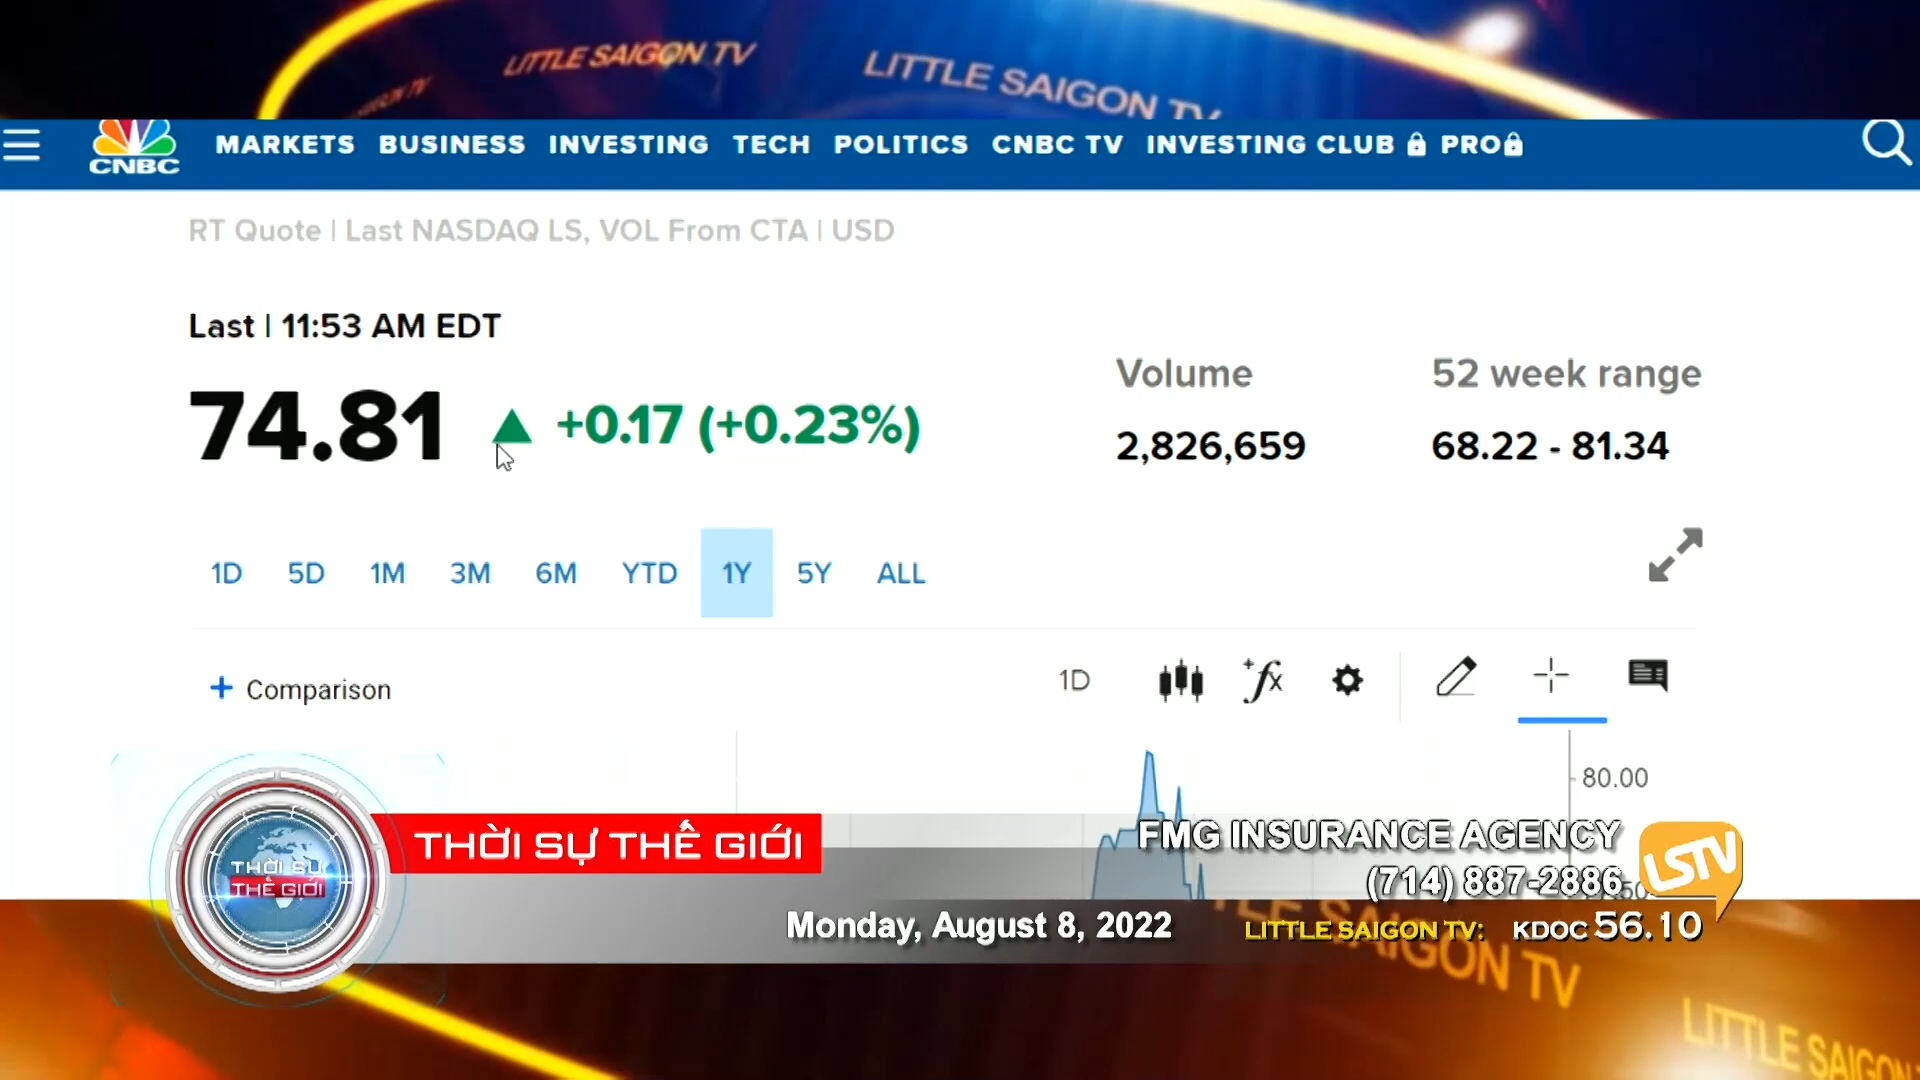 LITTLE SAIGON TV
LITTLE SAIGON TV
SAIGON TV
CNBC
MARKETS BUSINESS INVESTING TECH POLITICS CNBC TV INVESTING CLUB PRO
RT Quote | Last NASDAQ LS, VOL From CTA | USD
Last | 11:53 AM EDT
74.81 +0.17 (+0.23%)
Volume
2,826,659
52 week range
68.22 - 81.34
1D 5D 1M 3M 6M YTD 1Y 5Y ALL
+ Comparison
1D
+fx
80.00
THỜI SỰ THẾ GIỚI
THỜI SỰ
THẾ GIỚI
FMG INSURANCE AGENCY
(714) 887-2886
LSTV
Monday, August 8, 2022
LITTLE SAIGON TV: KDOC 56.10
SAIGON TV
LITTLE SAIGON